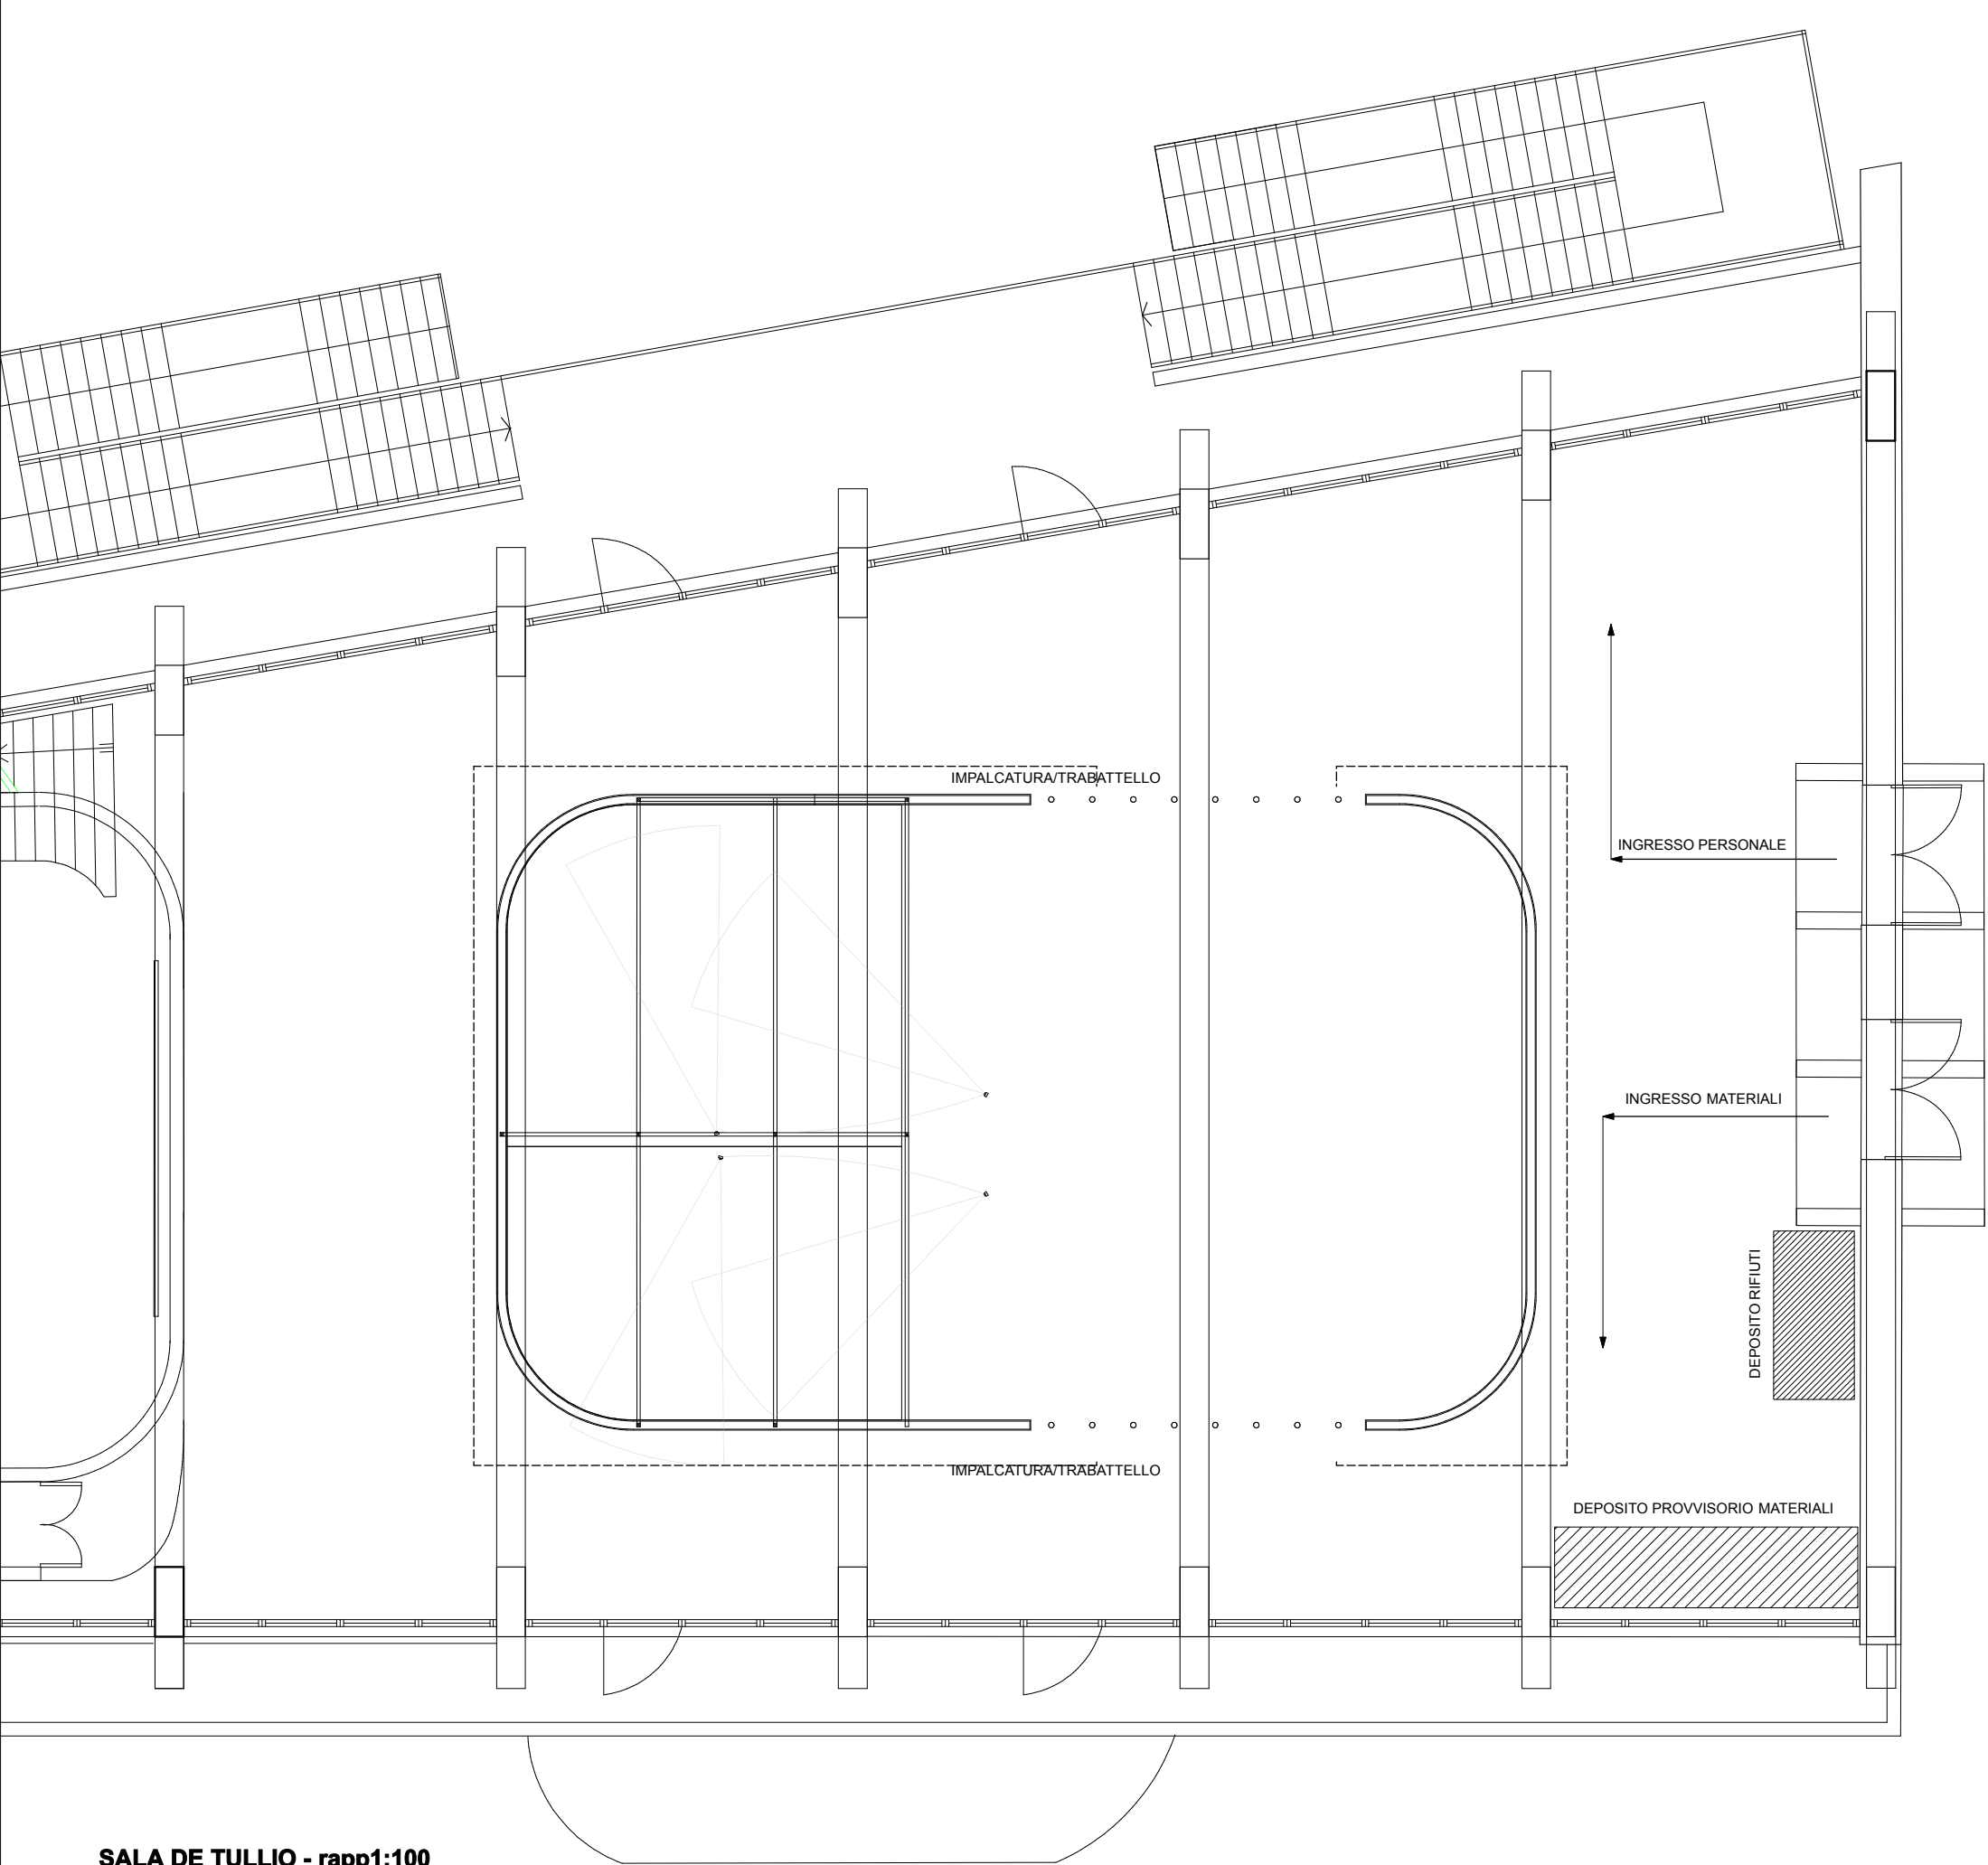 IMPALCATURA/TRABATTELLO
INGRESSO PERSONALE
INGRESSO MATERIALI
DEPOSITO RIFIUTI
IMPALCATURA/TRABATTELLO
DEPOSITO PROVVISORIO MATERIALI
SALA DE TULLIO - rapp1:100